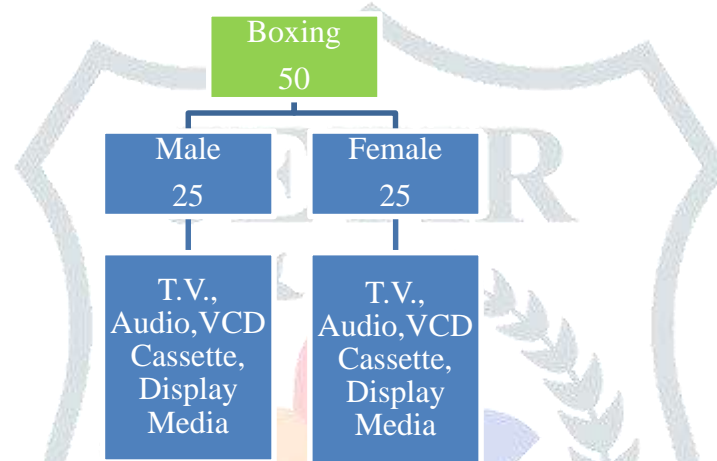 Boxing
50
Male
25
Female
25
T.V.,
Audio,VCD
Cassette,
Display
Media
T.V.,
Audio,VCD
Cassette,
Display
Media